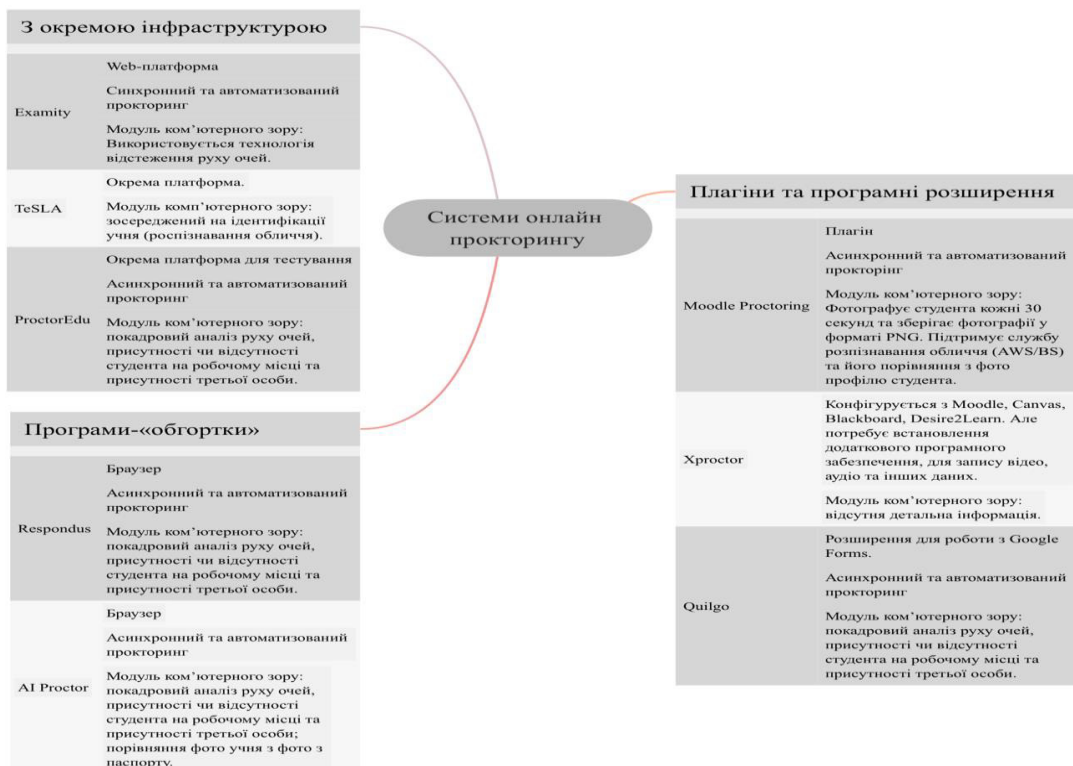 З окремою інфраструктурою
Examity
Web-платформа
Синхронний та автоматизований
прокторинг
Модуль ком’ютерного зору:
Використовується технологія
відстеження руху очей.
TeSLA
Окрема платформа.
Модуль комп’ютерного зору:
зосереджений на ідентифікації
учня (роспізнавання обличчя).
ProctorEdu
Окрема платформа для тестування
Асинхронний та автоматизований
прокторинг
Модуль ком’ютерного зору:
покадровий аналіз руху очей,
присутності чи відсутності
студента на робочому місці та
присутності третьої особи.
Програми-«обгортки»
Respondus
Браузер
Асинхронний та автоматизований
прокторинг
Модуль ком’ютерного зору:
покадровий аналіз руху очей,
присутності чи відсутності
студента на робочому місці та
присутності третьої особи.
AI Proctor
Браузер
Асинхронний та автоматизований
прокторинг
Модуль ком’ютерного зору:
покадровий аналіз руху очей,
присутності чи відсутності
студента на робочому місці та
присутності третьої особи;
порівняння фото учня з фото з
паспорту.
Системи онлайн
прокторингу
Плагіни та програмні розширення
Moodle Proctoring
Плагін
Асинхронний та автоматизований
прокторінг
Модуль ком’ютерного зору:
Фотографує студента кожні 30
секунд та зберігає фотографії у
форматі PNG. Підтримує службу
розпізнавання обличчя (AWS/BS)
та його порівняння з фото
профілю студента.
Xproctor
Конфігурується з Moodle, Canvas,
Blackboard, Desire2Learn. Але
потребує встановлення
додаткового програмного
забезпечення, для запису відео,
аудіо та інших даних.
Модуль ком’ютерного зору:
відсутня детальна інформація.
Quilgo
Розширення для роботи з Google
Forms.
Асинхронний та автоматизований
прокторинг
Модуль ком’ютерного зору:
покадровий аналіз руху очей,
присутності чи відсутності
студента на робочому місці та
присутності третьої особи.